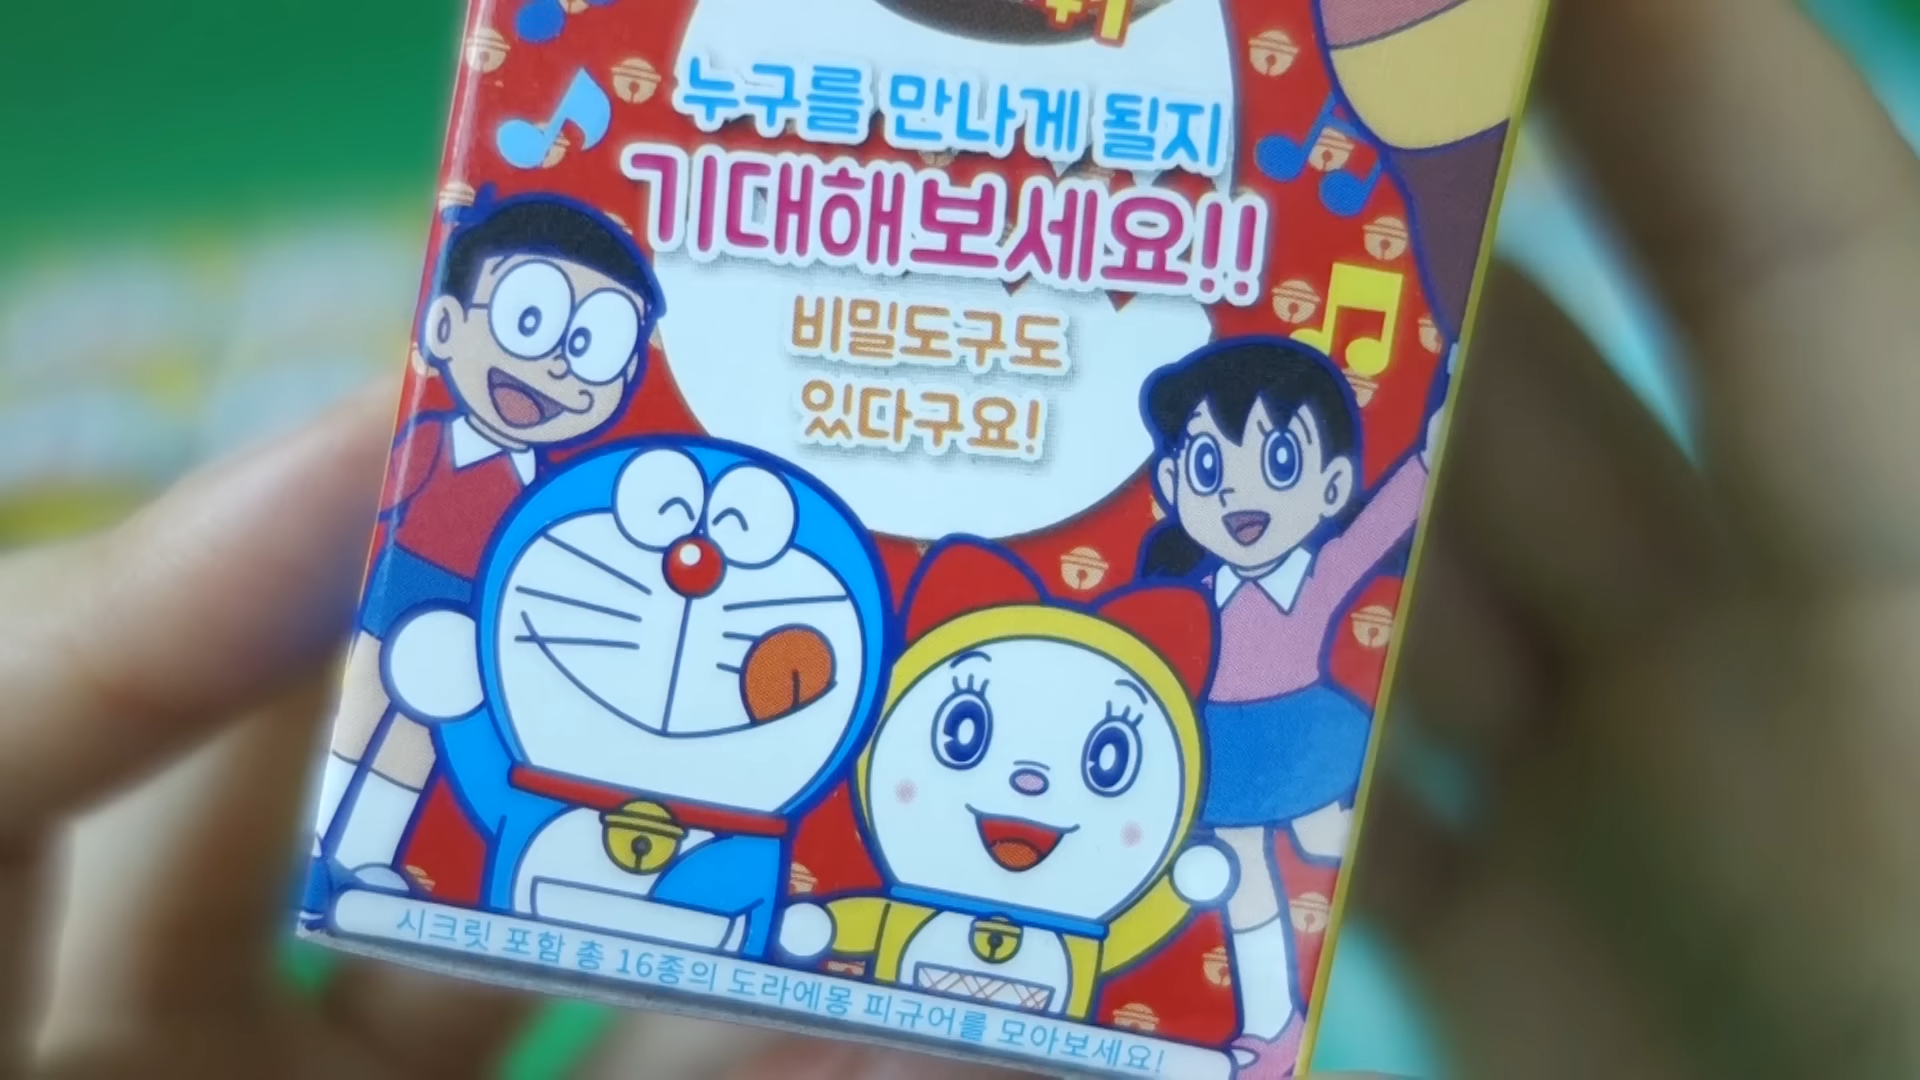 +1
누구를 만나게 될지
기대해보세요!!
비밀도구도
있다구요!
시크릿 포함 총 16종의 도라에몽 피규어를 모아보세요!